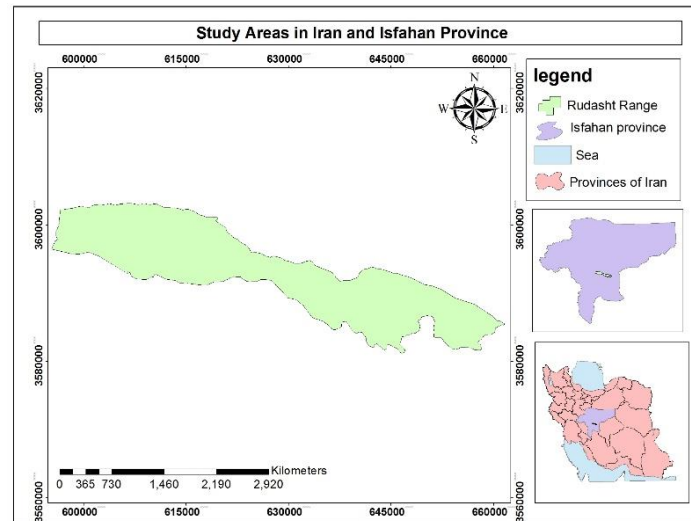 Study Areas in Iran and Isfahan Province
600000 615000 630000 645000 660000
3620000 3620000
3600000 3600000
3580000 3580000
3560000 3560000
N
W E
S
Kilometers
0 365 730 1,460 2,190 2,920
600000 615000 630000 645000 660000
legend
Rudasht Range
Isfahan province
Sea
Provinces of Iran